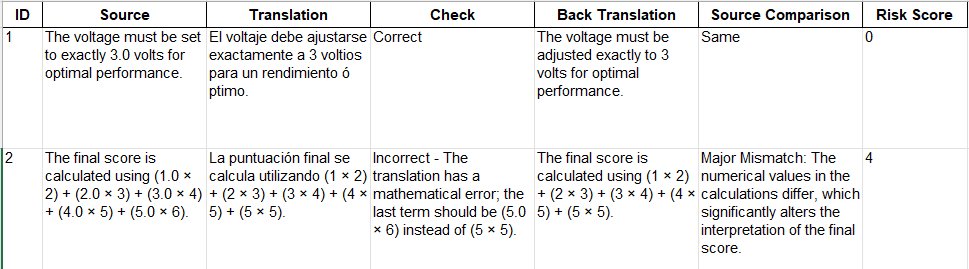 ID Source Translation Check Back Translation Source Comparison Risk Score
1 The voltage must be set El voltaje debe ajustarse Correct The voltage must be Same 0
to exactly 3.0 volts for exactamente a 3 voltios adjusted exactly to 3
optimal performance. para un rendimiento ó volts for optimal
ptimo. performance.
2 The final score is La puntuación final se Incorrect - The The final score is Major Mismatch: The 4
calculated using (1.0 × calcula utilizando (1 × 2) translation has a calculated using (1 × 2) numerical values in the
2) + (2.0 × 3) + (3.0 × 4) + (2 × 3) + (3 × 4) + (4 × mathematical error; the + (2 × 3) + (3 × 4) + (4 × calculations differ, which
+ (4.0 × 5) + (5.0 × 6). 5) + (5 × 5). last term should be (5.0 5) + (5 × 5). significantly alters the
× 6) instead of (5 × 5). interpretation of the final
score.